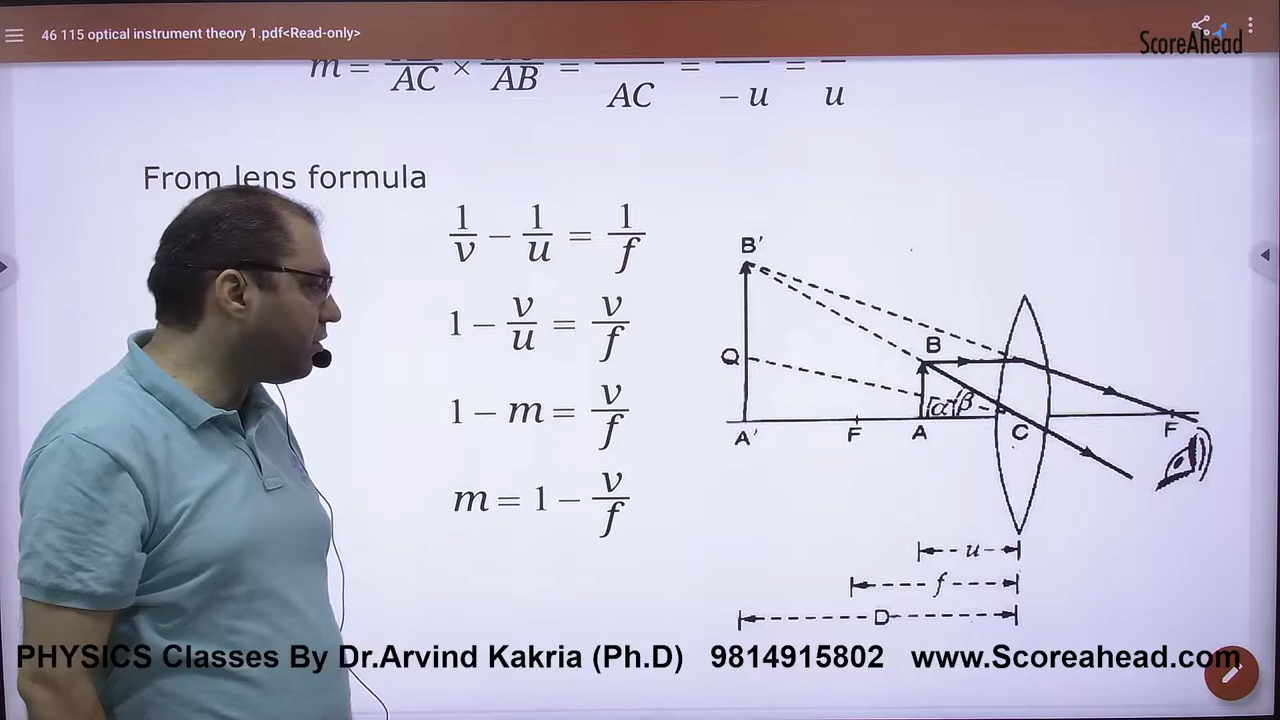 46 115 optical instrument theory 1.pdf<Read-only>
ScoreAhead
m = AC × AB = AC = – u = u
From lens formula
1/v – 1/u = 1/f
1 – v/u = v/f
1 – m = v/f
m = 1 – v/f
B'
B
Q
α β
A' F A C F
u
f
D
PHYSICS Classes By Dr.Arvind Kakria (Ph.D) 9814915802 www.Scoreahead.com